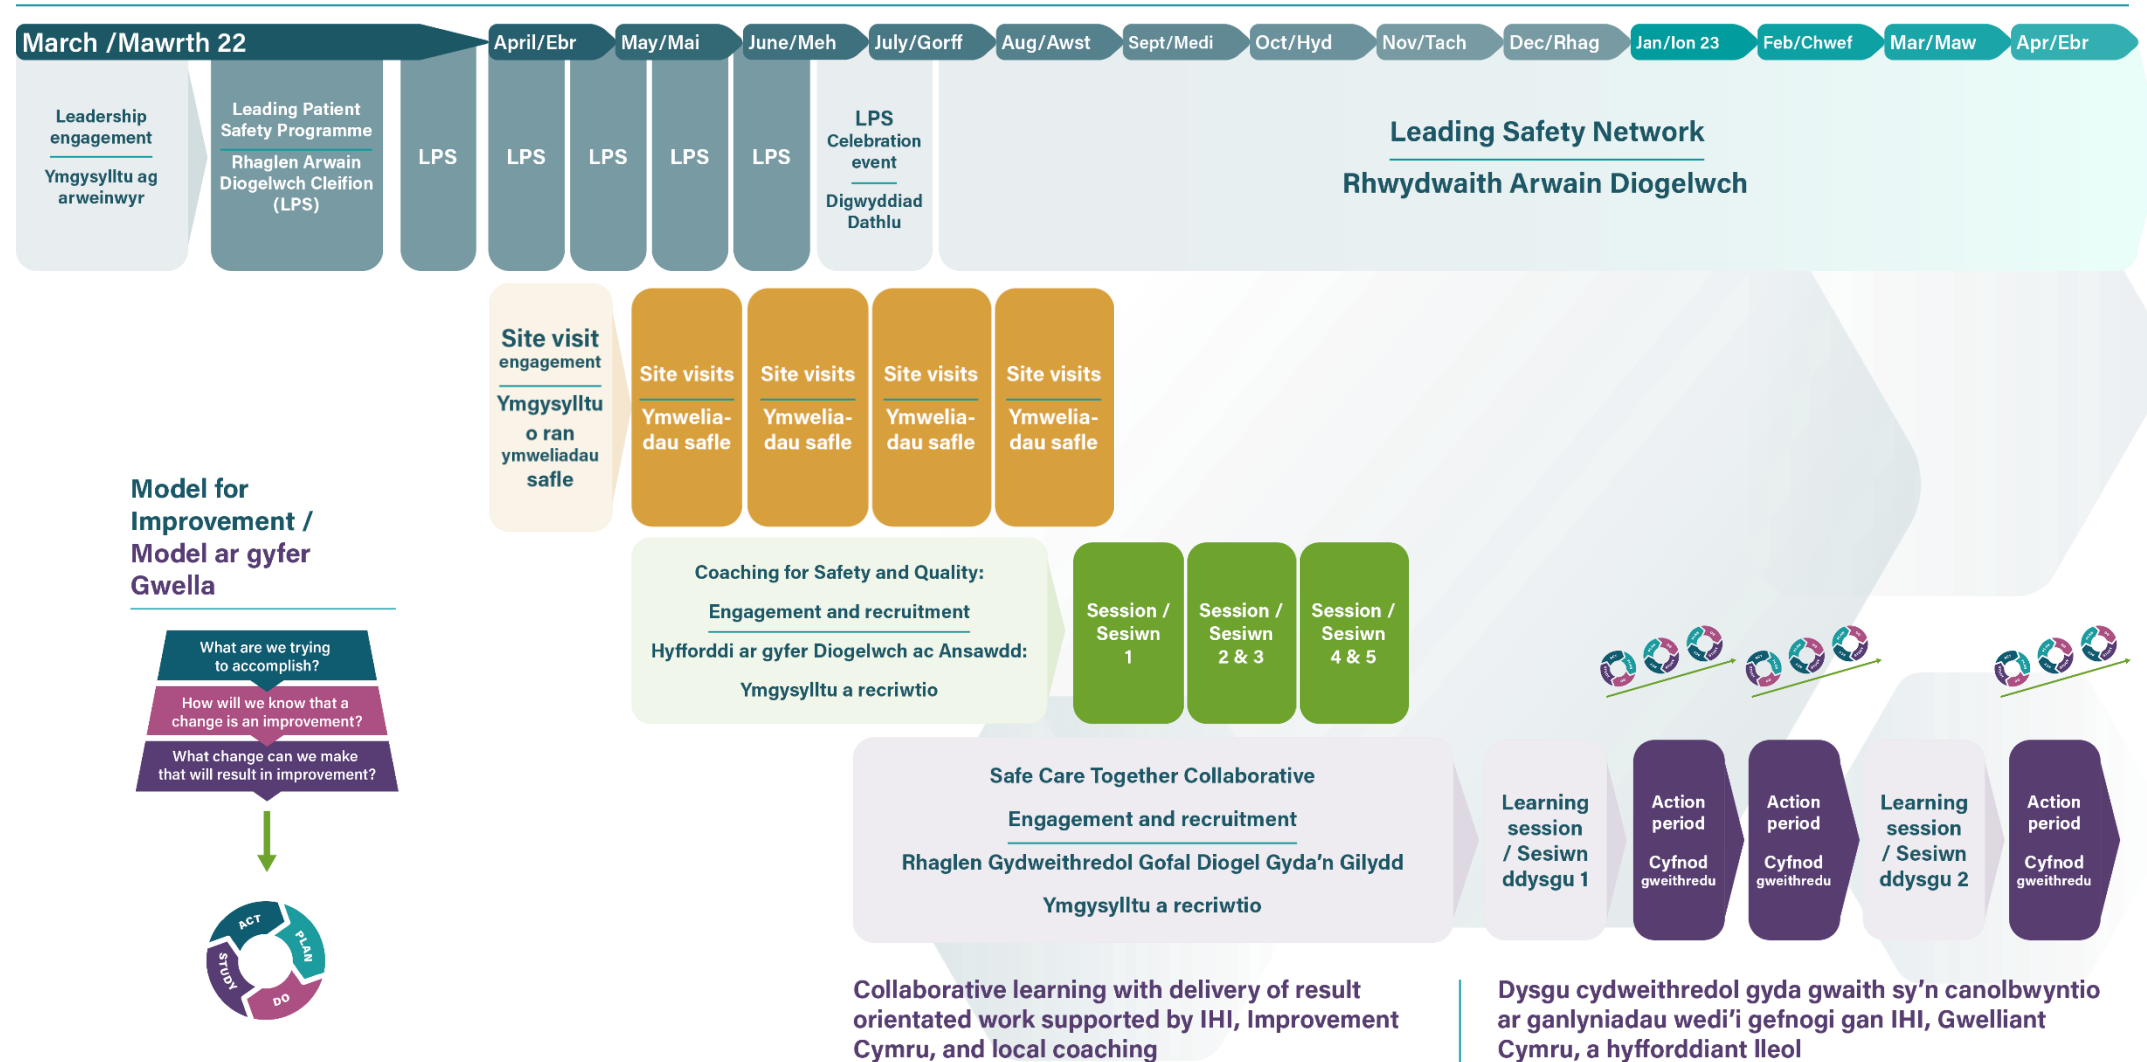 March /Mawrth 22
April/Ebr
May/Mai
June/Meh
July/Gorff
Aug/Awst
Sept/Medi
Oct/Hyd
Nov/Tach
Dec/Rhag
Jan/Ion 23
Feb/Chwef
Mar/Maw
Apr/Ebr
Leadership
engagement
Ymgysylltu ag
arweinwyr
Leading Patient
Safety Programme
Rhaglen Arwain
Diogelwch Cleifion
(LPS)
LPS
LPS
LPS
LPS
LPS
LPS
Celebration
event
Digwyddiad
Dathlu
Leading Safety Network
Rhwydwaith Arwain Diogelwch
Site visit
engagement
Ymgysylltu
o ran
ymweliadau
safle
Site visits
Ymwelia-
dau safle
Site visits
Ymwelia-
dau safle
Site visits
Ymwelia-
dau safle
Site visits
Ymwelia-
dau safle
Model for
Improvement /
Model ar gyfer
Gwella
What are we trying
to accomplish?
How will we know that a
change is an improvement?
What change can we make
that will result in improvement?
ACT
PLAN
DO
STUDY
Coaching for Safety and Quality:
Engagement and recruitment
Hyfforddi ar gyfer Diogelwch ac Ansawdd:
Ymgysylltu a recriwtio
Session /
Sesiwn
1
Session /
Sesiwn
2 & 3
Session /
Sesiwn
4 & 5
Safe Care Together Collaborative
Engagement and recruitment
Rhaglen Gydweithredol Gofal Diogel Gyda’n Gilydd
Ymgysylltu a recriwtio
Learning
session
/ Sesiwn
ddysgu 1
Action
period
Cyfnod
gweithredu
Action
period
Cyfnod
gweithredu
Learning
session
/ Sesiwn
ddysgu 2
Action
period
Cyfnod
gweithredu
Collaborative learning with delivery of result
orientated work supported by IHI, Improvement
Cymru, and local coaching
Dysgu cydweithredol gyda gwaith sy’n canolbwyntio
ar ganlyniadau wedi’i gefnogi gan IHI, Gwelliant
Cymru, a hyfforddiant lleol